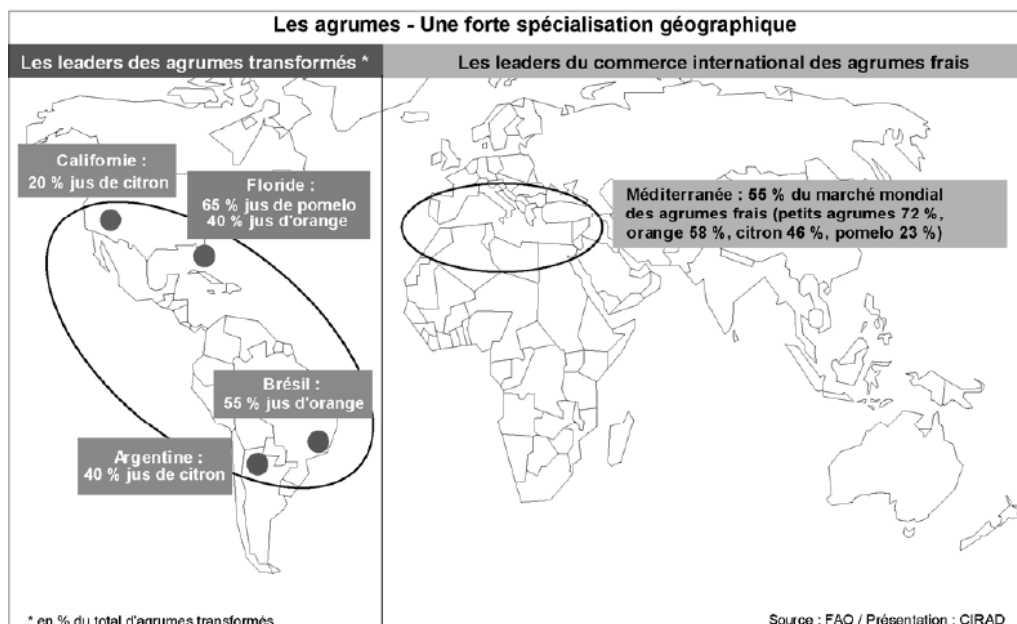 Les agrumes - Une forte spécialisation géographique
Les leaders des agrumes transformés *
Les leaders du commerce international des agrumes frais
Californie :
20 % jus de citron
Floride :
65 % jus de pomelo
40 % jus d'orange
Méditerranée : 55 % du marché mondial
des agrumes frais (petits agrumes 72 %,
orange 58 %, citron 46 %, pomelo 23 %)
Brésil :
55 % jus d'orange
Argentine :
40 % jus de citron
* en % du total d'agrumes transformés
Source : FAO / Présentation : CIRAD